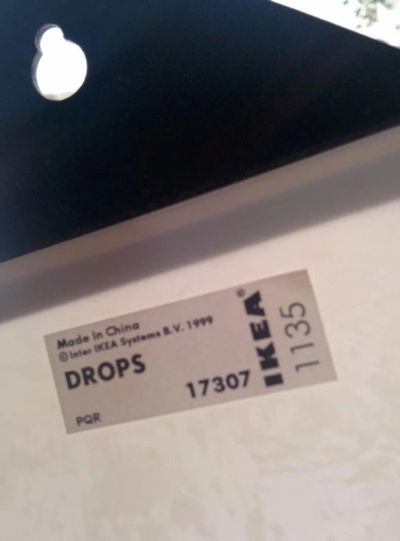 Made in China
© Inter IKEA Systems B.V. 1999
DROPS
17307
PQR
IKEA®
1135